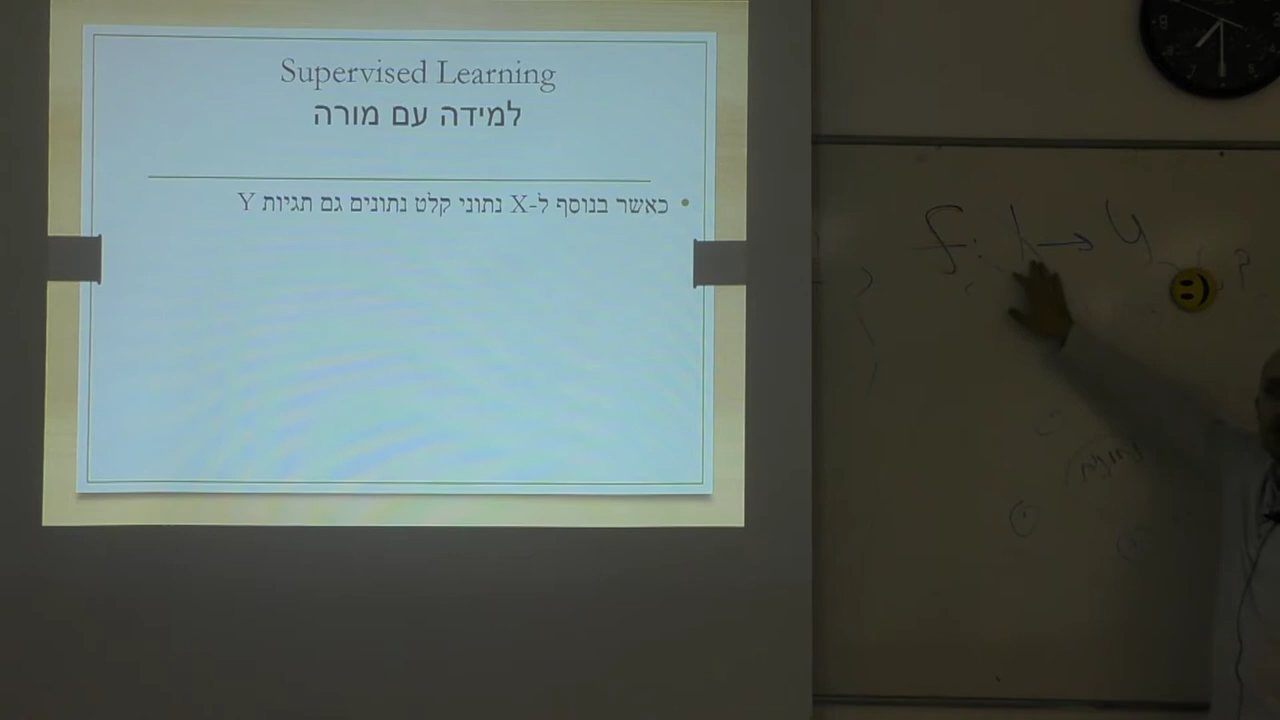 Supervised Learning
למידה עם מורה
כאשר בנוסף ל-X נתוני קלט נתונים גם תגיות Y
f: X → Y
?